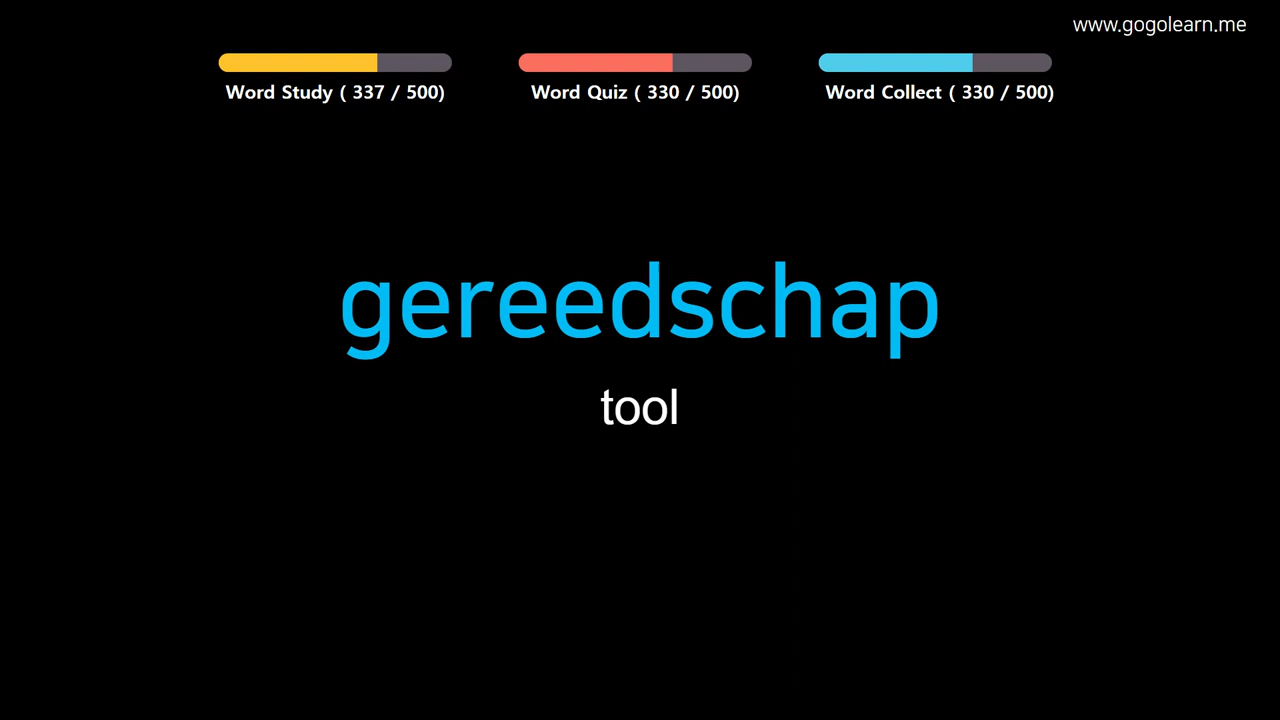 www.gogolearn.me
Word Study ( 337 / 500)
Word Quiz ( 330 / 500)
Word Collect ( 330 / 500)
gereedschap
tool